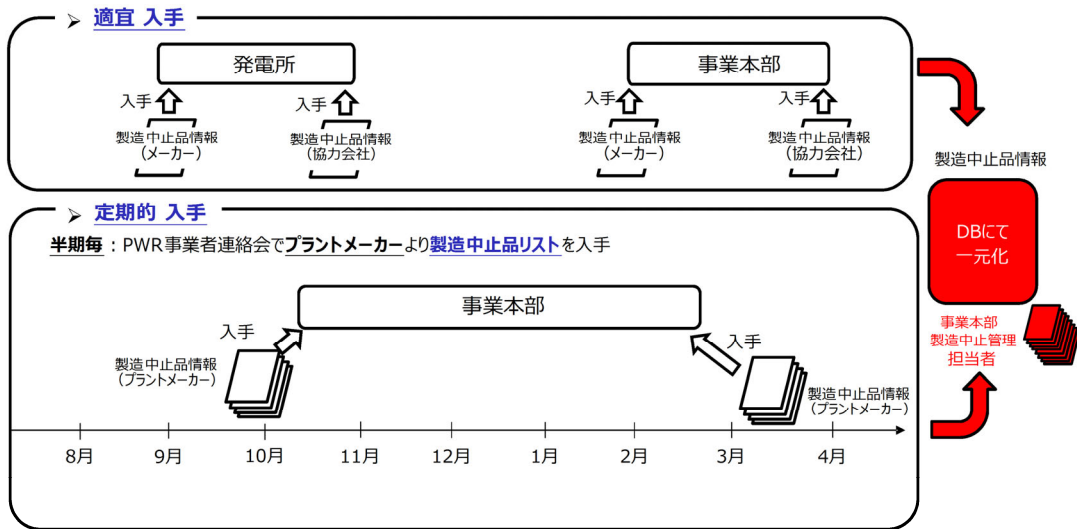 ➢ 適宜 入手
発電所
事業本部
入手
入手
入手
入手
製造中止品情報
(メーカー)
製造中止品情報
(協力会社)
製造中止品情報
(メーカー)
製造中止品情報
(協力会社)
製造中止品情報
DBにて
一元化
事業本部
製造中止管理
担当者
➢ 定期的 入手
半期毎：PWR事業者連絡会でプラントメーカーより製造中止品リストを入手
事業本部
入手
入手
製造中止品情報
(プラントメーカー)
製造中止品情報
(プラントメーカー)
8月 9月 10月 11月 12月 1月 2月 3月 4月